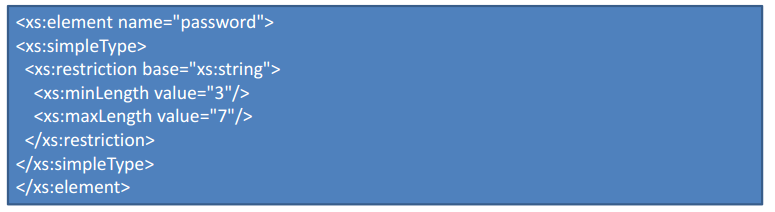 <xs:element name="password">
<xs:simpleType>
<xs:restriction base="xs:string">
<xs:minLength value="3"/>
<xs:maxLength value="7"/>
</xs:restriction>
</xs:simpleType>
</xs:element>